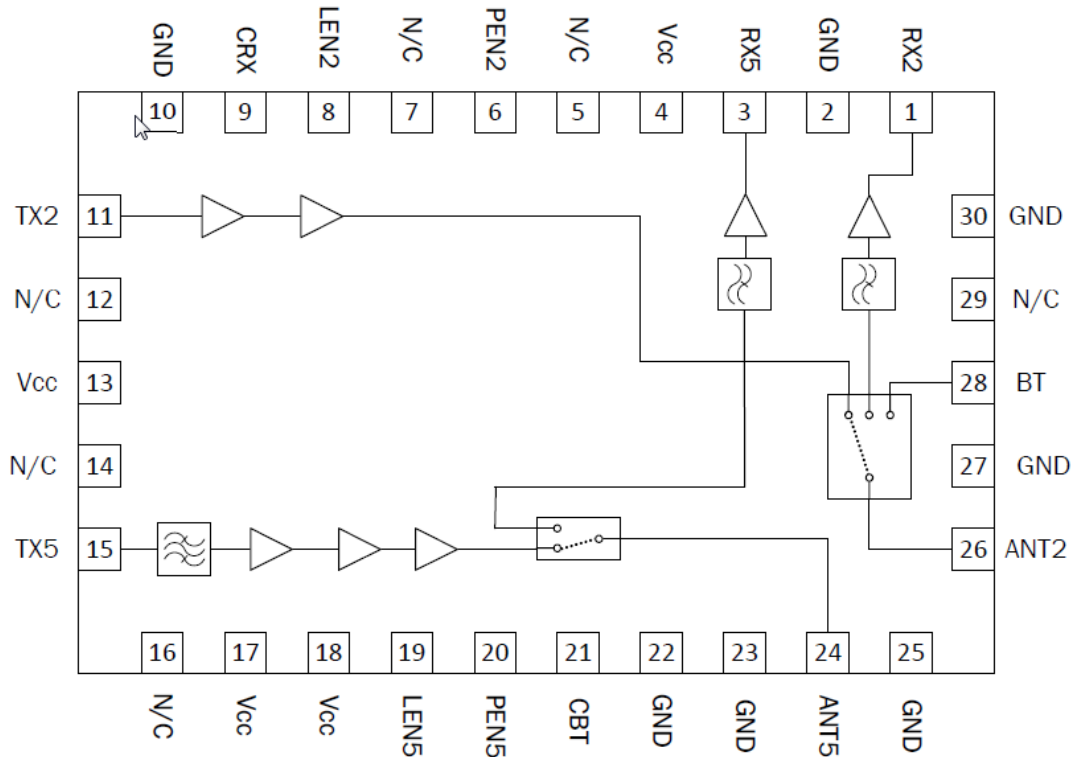 GND
CRX
LEN2
N/C
PEN2
N/C
Vcc
RX5
GND
RX2
10
9
8
7
6
5
4
3
2
1
TX2
11
30
GND
N/C
12
29
N/C
Vcc
13
28
BT
N/C
14
27
GND
TX5
15
26
ANT2
16
17
18
19
20
21
22
23
24
25
N/C
Vcc
Vcc
LEN5
PEN5
CBT
GND
GND
ANT5
GND